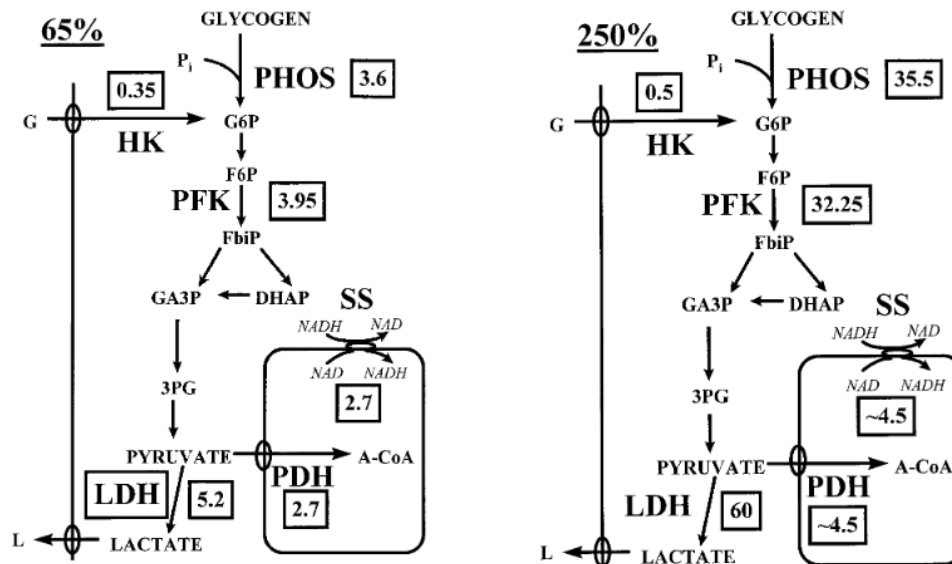 65%
GLYCOGEN
Pi
PHOS
3.6
0.35
G
G6P
HK
F6P
PFK
3.95
FbiP
GA3P
DHAP
SS
NADH
NAD
NAD
NADH
2.7
3PG
PYRUVATE
A-CoA
LDH
5.2
PDH
2.7
L
LACTATE
250%
GLYCOGEN
Pi
PHOS
35.5
0.5
G
G6P
HK
F6P
PFK
32.25
FbiP
GA3P
DHAP
SS
NADH
NAD
NAD
NADH
~4.5
3PG
PYRUVATE
A-CoA
LDH
60
PDH
~4.5
L
LACTATE